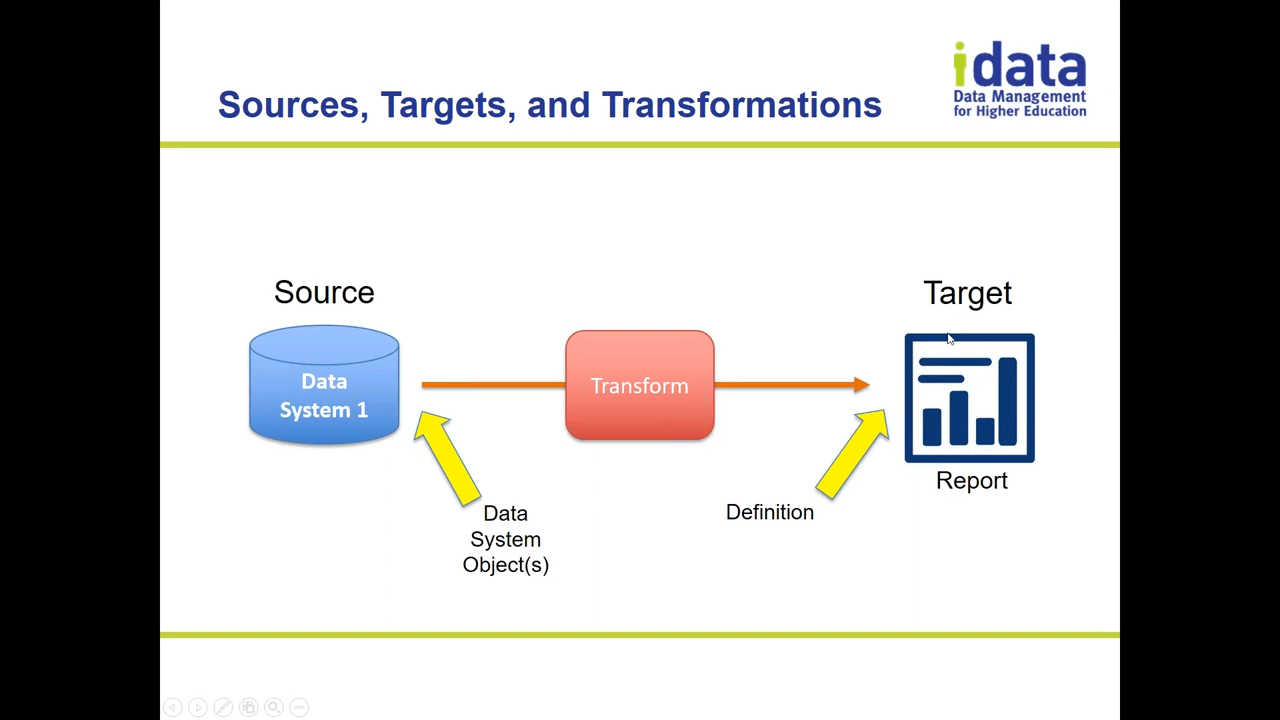 idata
Data Management
for Higher Education
Sources, Targets, and Transformations
Source
Target
Data
System 1
Transform
Report
Data
System
Object(s)
Definition